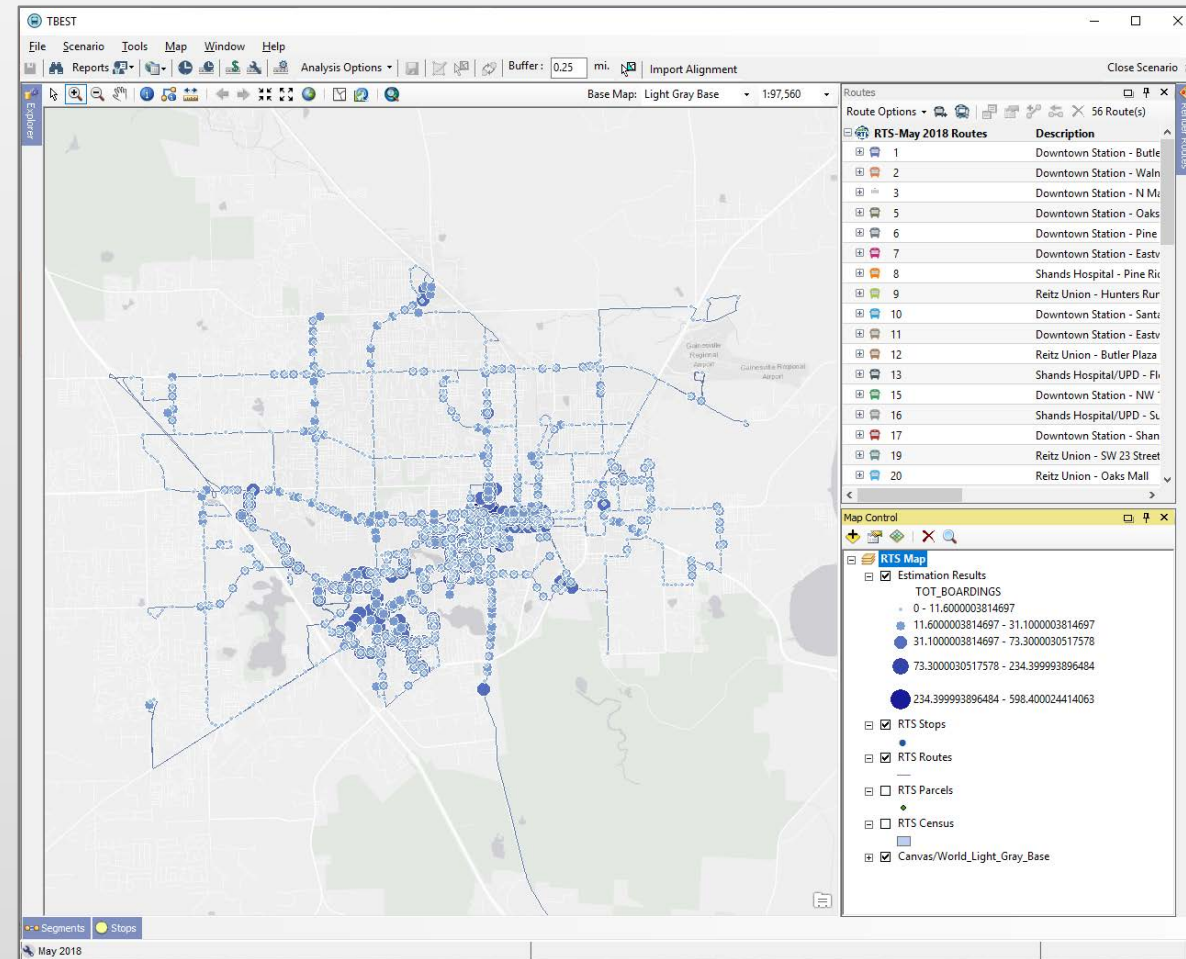 TBEST
File Scenario Tools Map Window Help
Reports Analysis Options Buffer: 0.25 mi. Import Alignment Close Scenario
Explorer
Base Map: Light Gray Base 1:97,560
Routes
Render Routes
Route Options 56 Route(s)
RTS-May 2018 Routes Description
1 Downtown Station - Butle
2 Downtown Station - Waln
3 Downtown Station - N Ma
5 Downtown Station - Oaks
6 Downtown Station - Pine
7 Downtown Station - Eastv
8 Shands Hospital - Pine Ric
9 Reitz Union - Hunters Run
10 Downtown Station - Santa
11 Downtown Station - Eastv
12 Reitz Union - Butler Plaza
13 Shands Hospital/UPD - Fl
15 Downtown Station - NW
16 Shands Hospital/UPD - Su
17 Downtown Station - Shan
19 Reitz Union - SW 23 Street
20 Reitz Union - Oaks Mall
Gainesville
Regional
Airport
Gainesville Regional
Airport
Map Control
RTS Map
Estimation Results
TOT_BOARDINGS
0 - 11.6000003814697
11.6000003814697 - 31.1000003814697
31.1000003814697 - 73.3000030517578
73.3000030517578 - 234.399993896484
234.399993896484 - 598.400024414063
RTS Stops
RTS Routes
RTS Parcels
RTS Census
Canvas/World_Light_Gray_Base
Segments Stops
May 2018